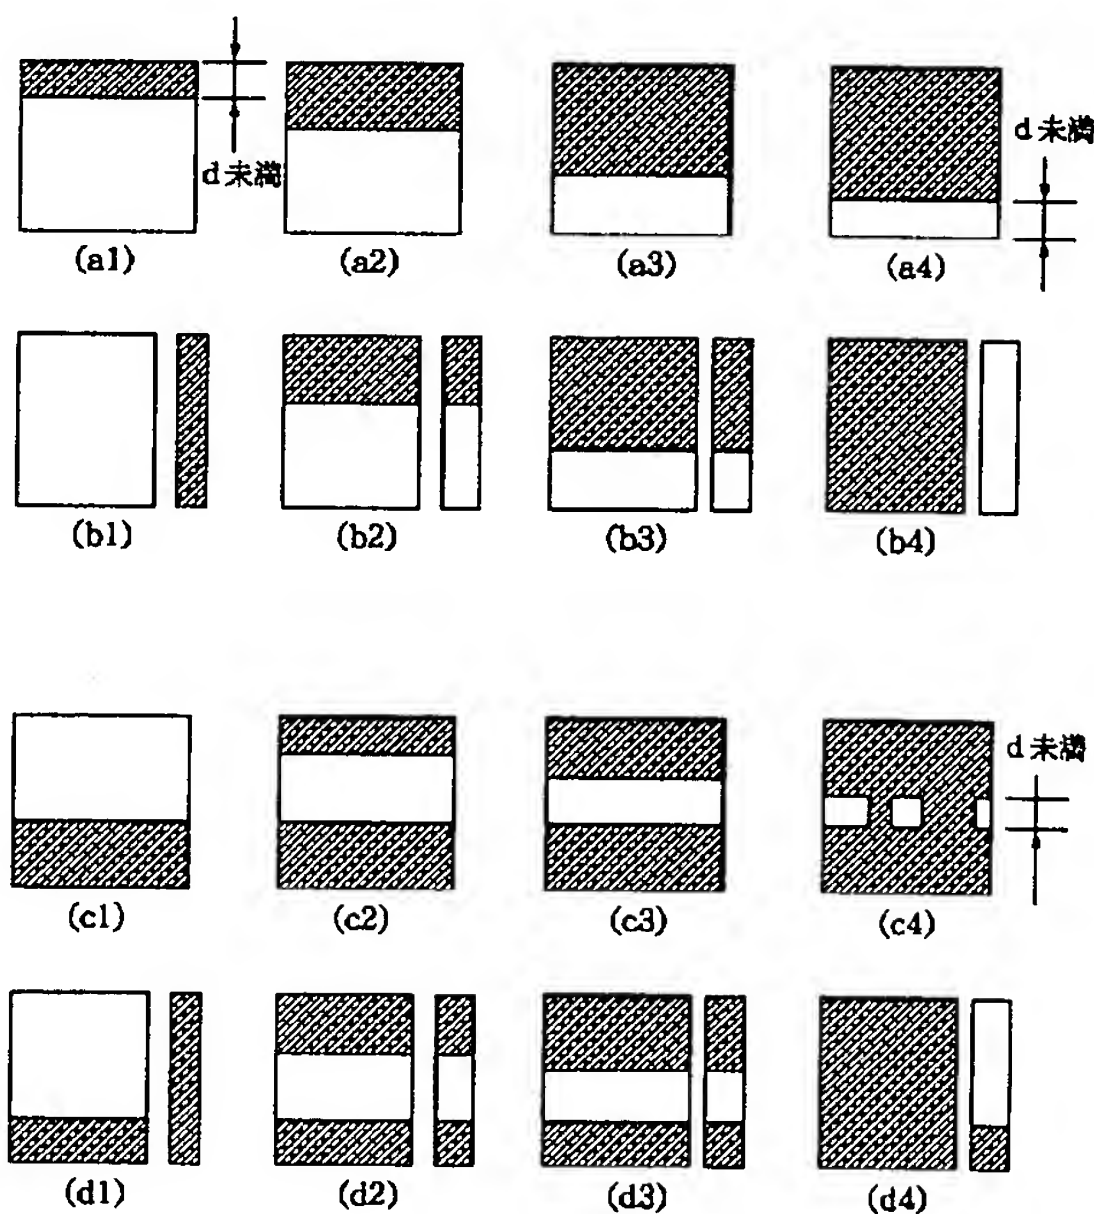 d未満
d未満
(a1) (a2) (a3) (a4)
(b1) (b2) (b3) (b4)
d未満
(c1) (c2) (c3) (c4)
(d1) (d2) (d3) (d4)